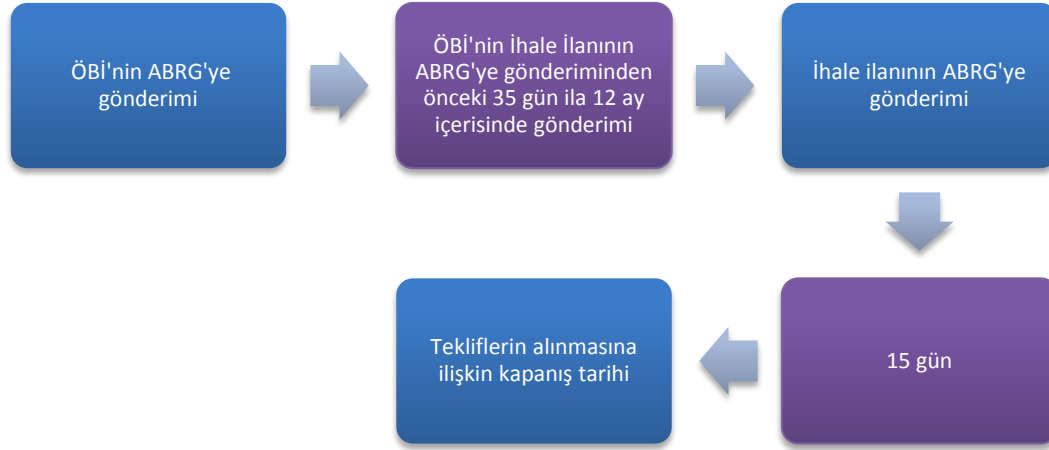 ÖBİ'nin ABRG'ye
gönderimi
ÖBİ'nin İhale İlanının
ABRG'ye gönderiminden
önceki 35 gün ila 12 ay
içerisinde gönderimi
İhale ilanının ABRG'ye
gönderimi
15 gün
Tekliflerin alınmasına
ilişkin kapanış tarihi